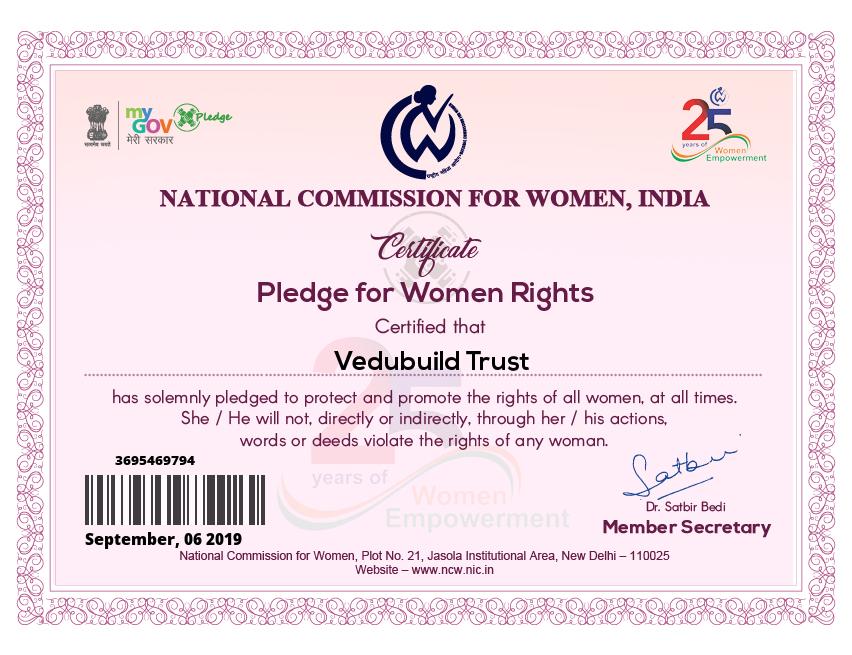 सत्यमेव जयते
my
GOV
मेरी सरकार
Pledge
25
years of
Women
Empowerment
NATIONAL COMMISSION FOR WOMEN, INDIA
Certificate
Pledge for Women Rights
Certified that
Vedubuild Trust
has solemnly pledged to protect and promote the rights of all women, at all times.
She / He will not, directly or indirectly, through her / his actions,
words or deeds violate the rights of any woman.
3695469794
25
years of
Women
Empowerment
September, 06 2019
Satbir
Dr. Satbir Bedi
Member Secretary
National Commission for Women, Plot No. 21, Jasola Institutional Area, New Delhi – 110025
Website – www.ncw.nic.in